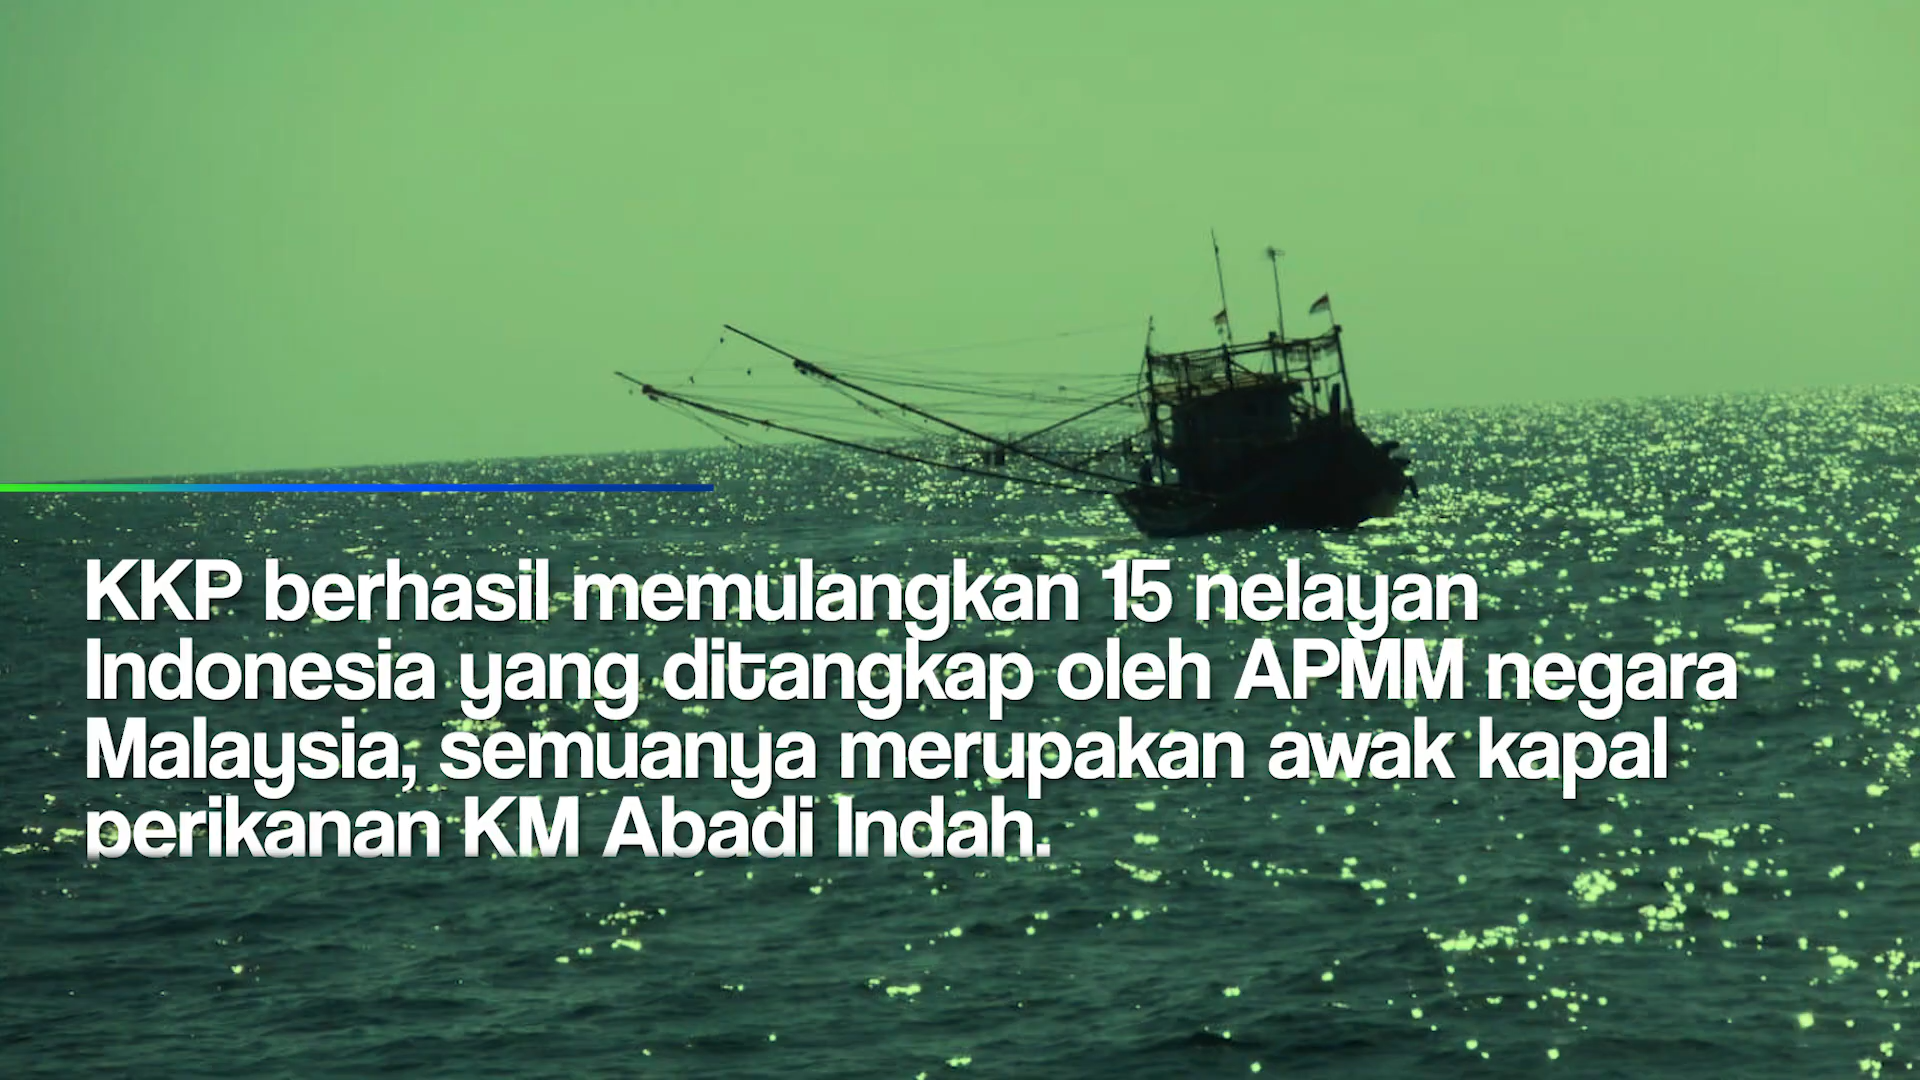 KKP berhasil memulangkan 15 nelayan
Indonesia yang ditangkap oleh APMM negara
Malaysia, semuanya merupakan awak kapal
perikanan KM Abadi Indah.